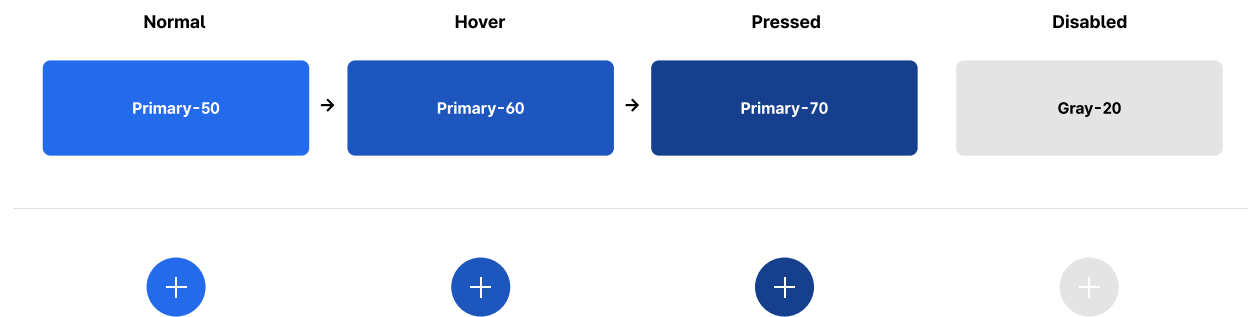 Normal
Hover
Pressed
Disabled
Primary-50
→
Primary-60
→
Primary-70
Gray-20